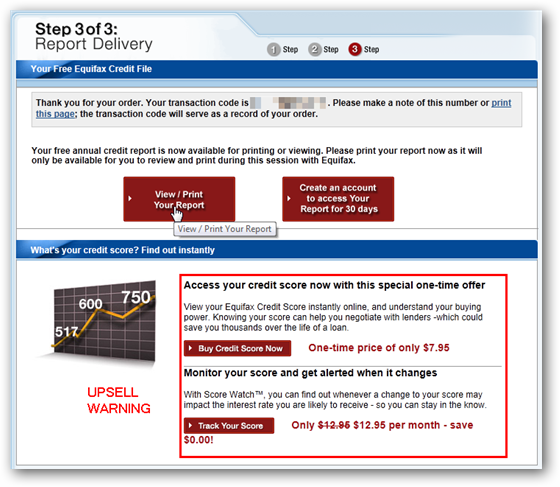 Step 3 of 3:
Report Delivery
1 Step 2 Step 3 Step
Your Free Equifax Credit File
Thank you for your order. Your transaction code is . Please make a note of this number or print
this page; the transaction code will serve as a record of your order.
Your free annual credit report is now available for printing or viewing. Please print your report now as it will
only be available for you to review and print during this session with Equifax.
View / Print
Your Report
Create an account
to access Your
Report for 30 days
View / Print Your Report
What's your credit score? Find out instantly
517
600
750
UPSELL
WARNING
Access your credit score now with this special one-time offer
View your Equifax Credit Score instantly online, and understand your buying
power. Knowing your score can help you negotiate with lenders -which could
save you thousands over the life of a loan.
Buy Credit Score Now One-time price of only $7.95
Monitor your score and get alerted when it changes
With Score Watch™, you can find out whenever a change to your score may
impact the interest rate you are likely to receive - so you can stay in the know.
Track Your Score Only $12.95 $12.95 per month - save
$0.00!